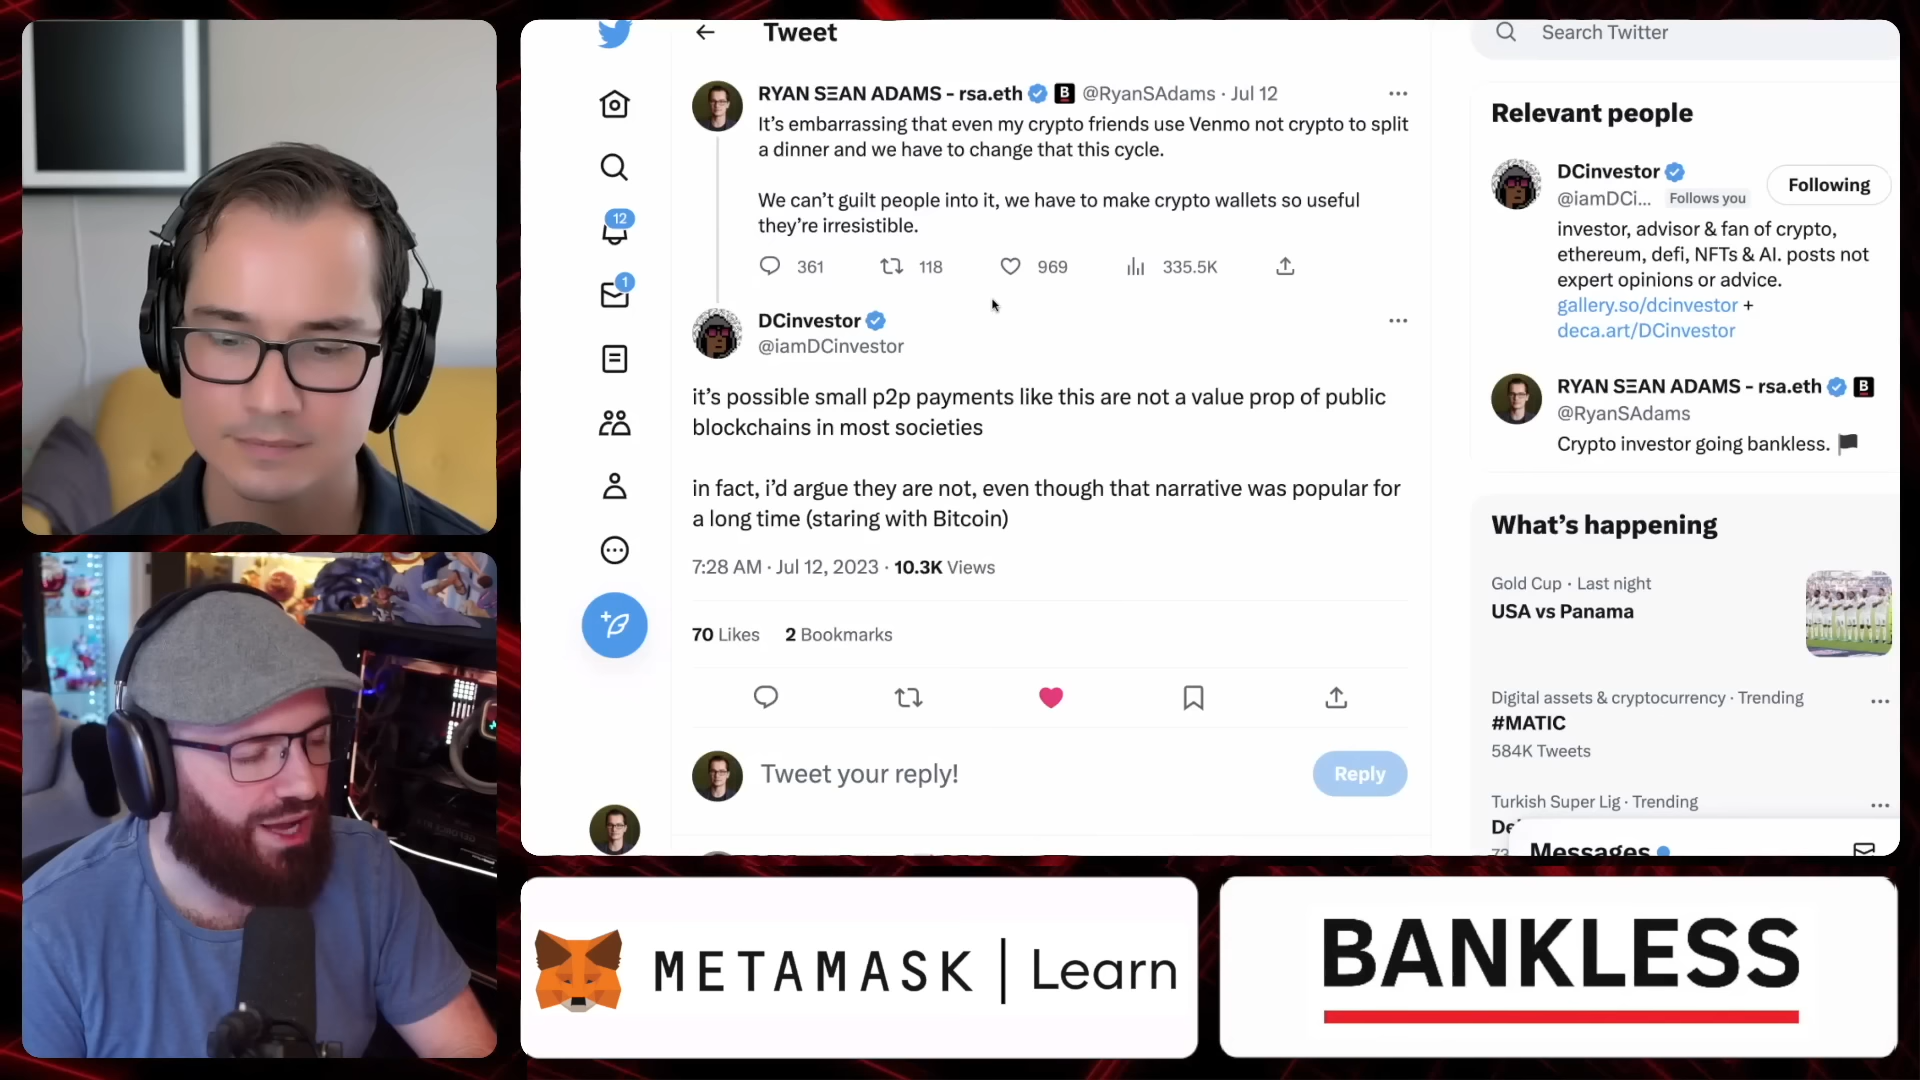 Tweet
Search Twitter
RYAN SΞAN ADAMS - rsa.eth B @RyanSAdams · Jul 12
It’s embarrassing that even my crypto friends use Venmo not crypto to split
a dinner and we have to change that this cycle.
We can’t guilt people into it, we have to make crypto wallets so useful
they’re irresistible.
361 118 969 335.5K
12
1
DCinvestor
@iamDCinvestor
it’s possible small p2p payments like this are not a value prop of public
blockchains in most societies
in fact, i’d argue they are not, even though that narrative was popular for
a long time (staring with Bitcoin)
7:28 AM · Jul 12, 2023 · 10.3K Views
70 Likes 2 Bookmarks
Tweet your reply!
Reply
Relevant people
DCinvestor
@iamDCi... Follows you
Following
investor, advisor & fan of crypto,
ethereum, defi, NFTs & AI. posts not
expert opinions or advice.
gallery.so/dcinvestor +
deca.art/DCinvestor
RYAN SΞAN ADAMS - rsa.eth B
@RyanSAdams
Crypto investor going bankless.
What’s happening
Gold Cup · Last night
USA vs Panama
Digital assets & cryptocurrency · Trending
#MATIC
584K Tweets
Turkish Super Lig · Trending
Messages
METAMASK | Learn
BANKLESS